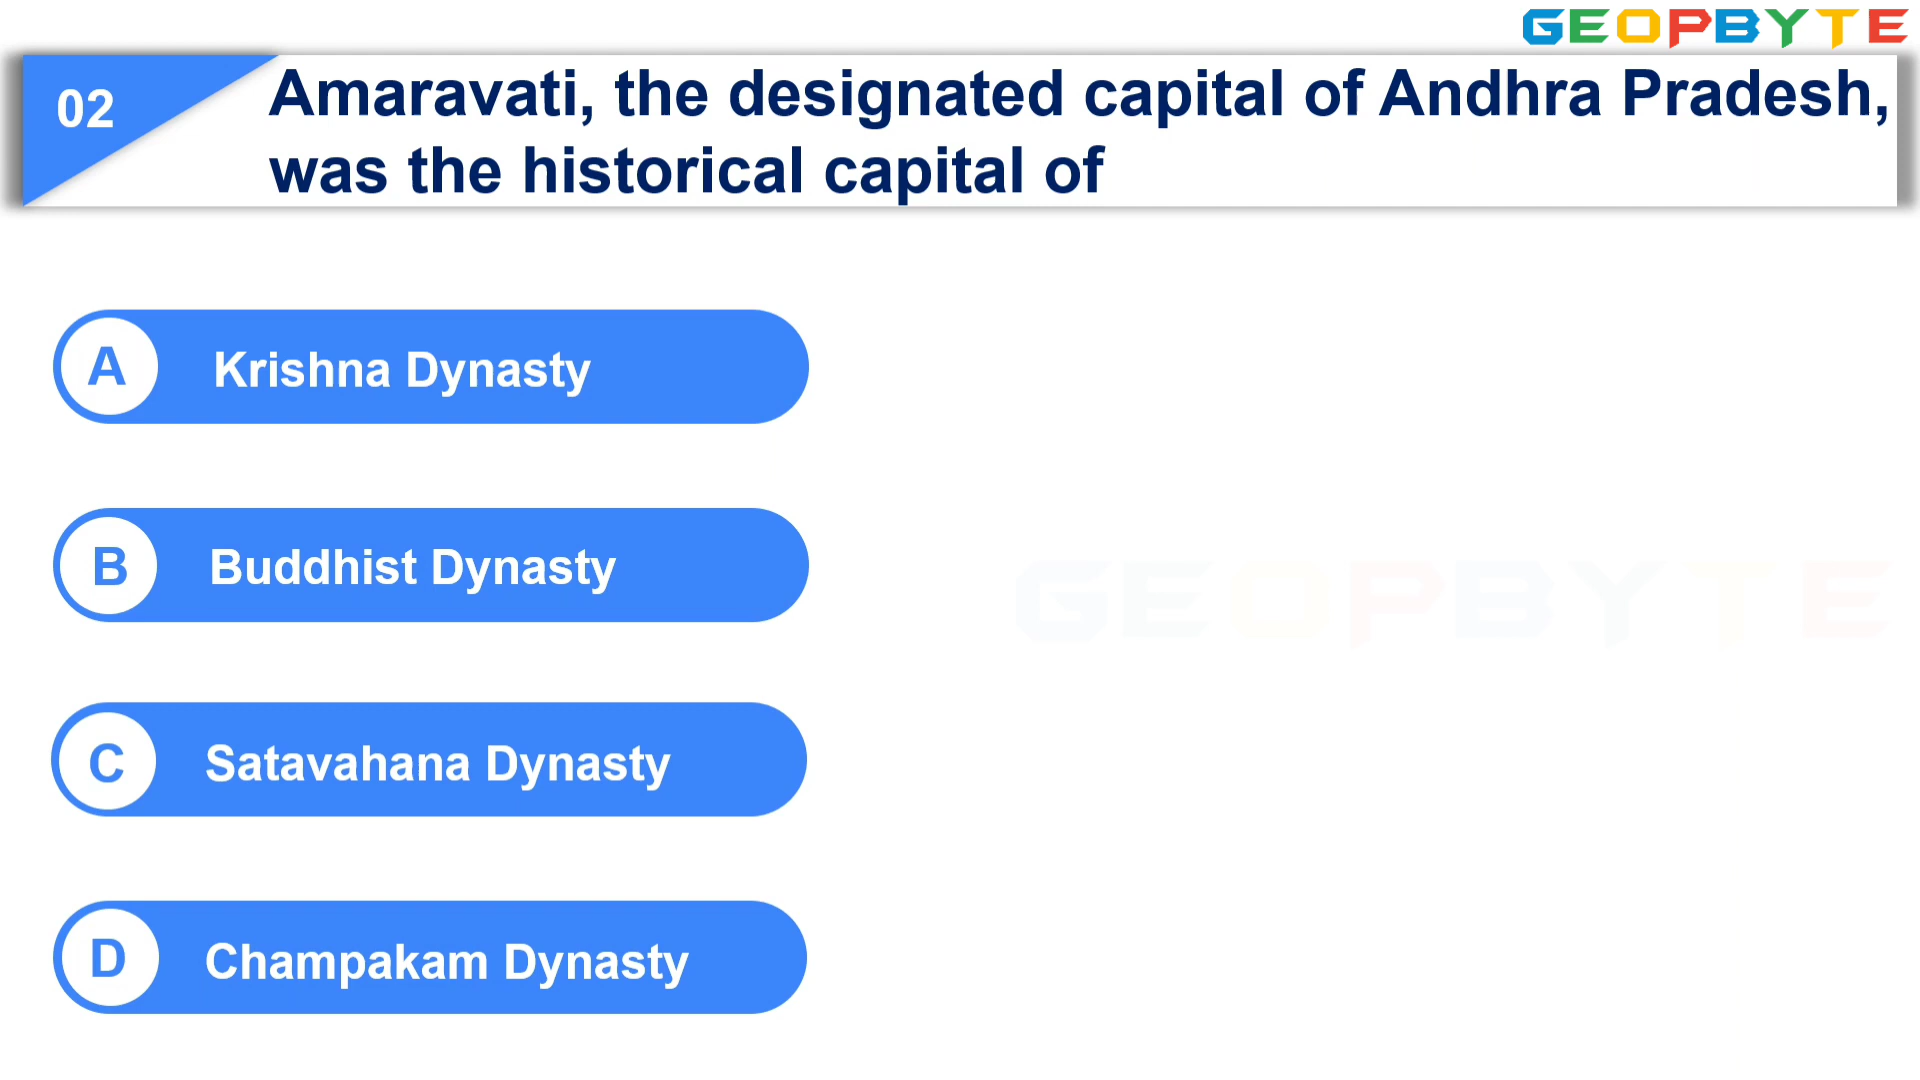 GEOPBYTE
02
Amaravati, the designated capital of Andhra Pradesh,
was the historical capital of
A Krishna Dynasty
B Buddhist Dynasty
GEOPBYTE
C Satavahana Dynasty
D Champakam Dynasty